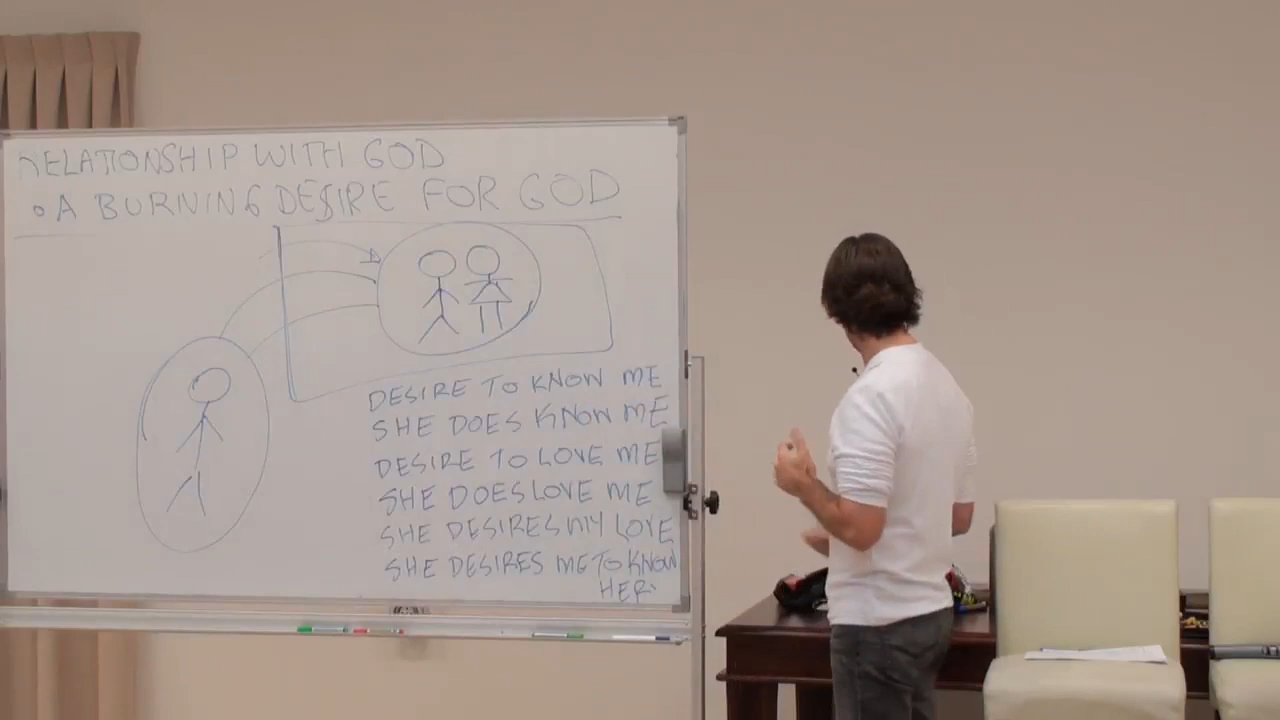 RELATIONSHIP WITH GOD
• A BURNING DESIRE FOR GOD
DESIRE TO KNOW ME
SHE DOES KNOW ME
DESIRE TO LOVE ME
SHE DOES LOVE ME
SHE DESIRES MY LOVE
SHE DESIRES ME TO KNOW
HER